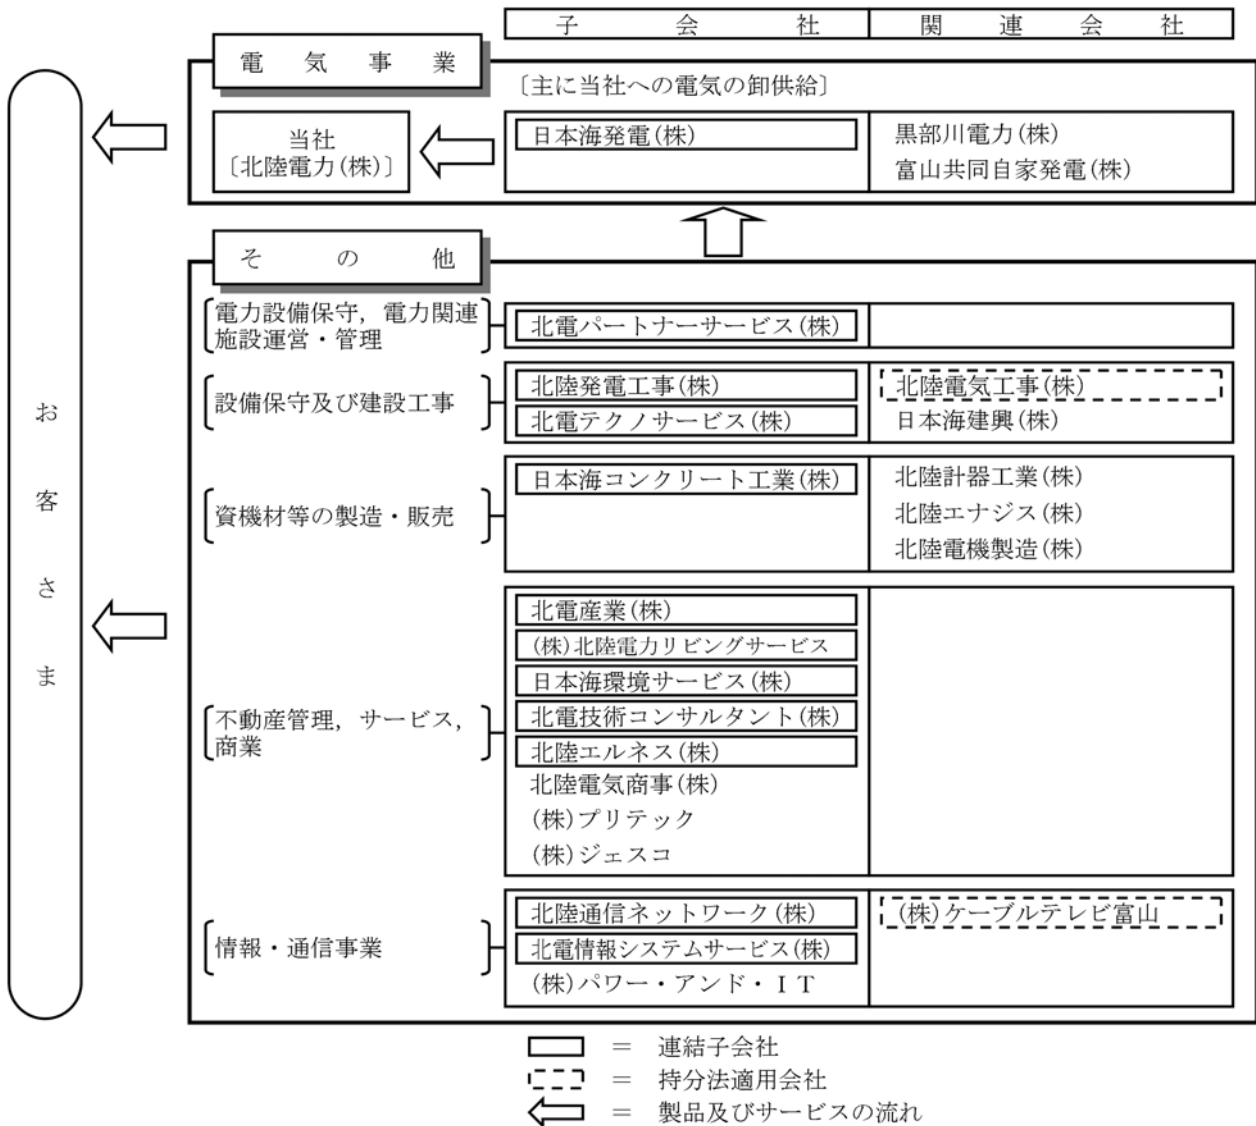 子会社 関連会社
電気事業
〔主に当社への電気の卸供給〕
当社
〔北陸電力(株)〕
日本海発電(株)
黒部川電力(株)
富山共同自家発電(株)
その他
電力設備保守，電力関連
施設運営・管理
北電パートナーサービス(株)
設備保守及び建設工事
北陸発電工事(株)
北電テクノサービス(株)
北陸電気工事(株)
日本海建興(株)
資機材等の製造・販売
日本海コンクリート工業(株)
北陸計器工業(株)
北陸エナジス(株)
北陸電機製造(株)
不動産管理，サービス，
商業
北電産業(株)
(株)北陸電力リビングサービス
日本海環境サービス(株)
北電技術コンサルタント(株)
北陸エルネス(株)
北陸電気商事(株)
(株)プリテック
(株)ジェスコ
情報・通信事業
北陸通信ネットワーク(株)
北電情報システムサービス(株)
(株)パワー・アンド・ＩＴ
(株)ケーブルテレビ富山
お客さま
＝ 連結子会社
＝ 持分法適用会社
＝ 製品及びサービスの流れ